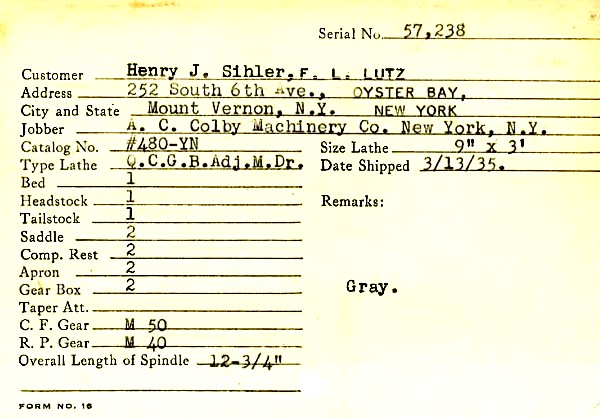 Serial No. 57,238
Customer Henry J. Sihler, F. L. LUTZ
Address 252 South 6th Ave., OYSTER BAY,
City and State Mount Vernon, N.Y. NEW YORK
Jobber A. C. Colby Machinery Co. New York, N.Y.
Catalog No. #480-YN Size Lathe 9" x 3'
Type Lathe Q.C.G.B.Adj.M.Dr. Date Shipped 3/13/35.
Bed 1
Headstock 1 Remarks:
Tailstock 1
Saddle 2
Comp. Rest 2
Apron 2
Gear Box 2 Gray.
Taper Att.
C. F. Gear M 50
R. P. Gear M 40
Overall Length of Spindle 12-3/4"
FORM NO. 16